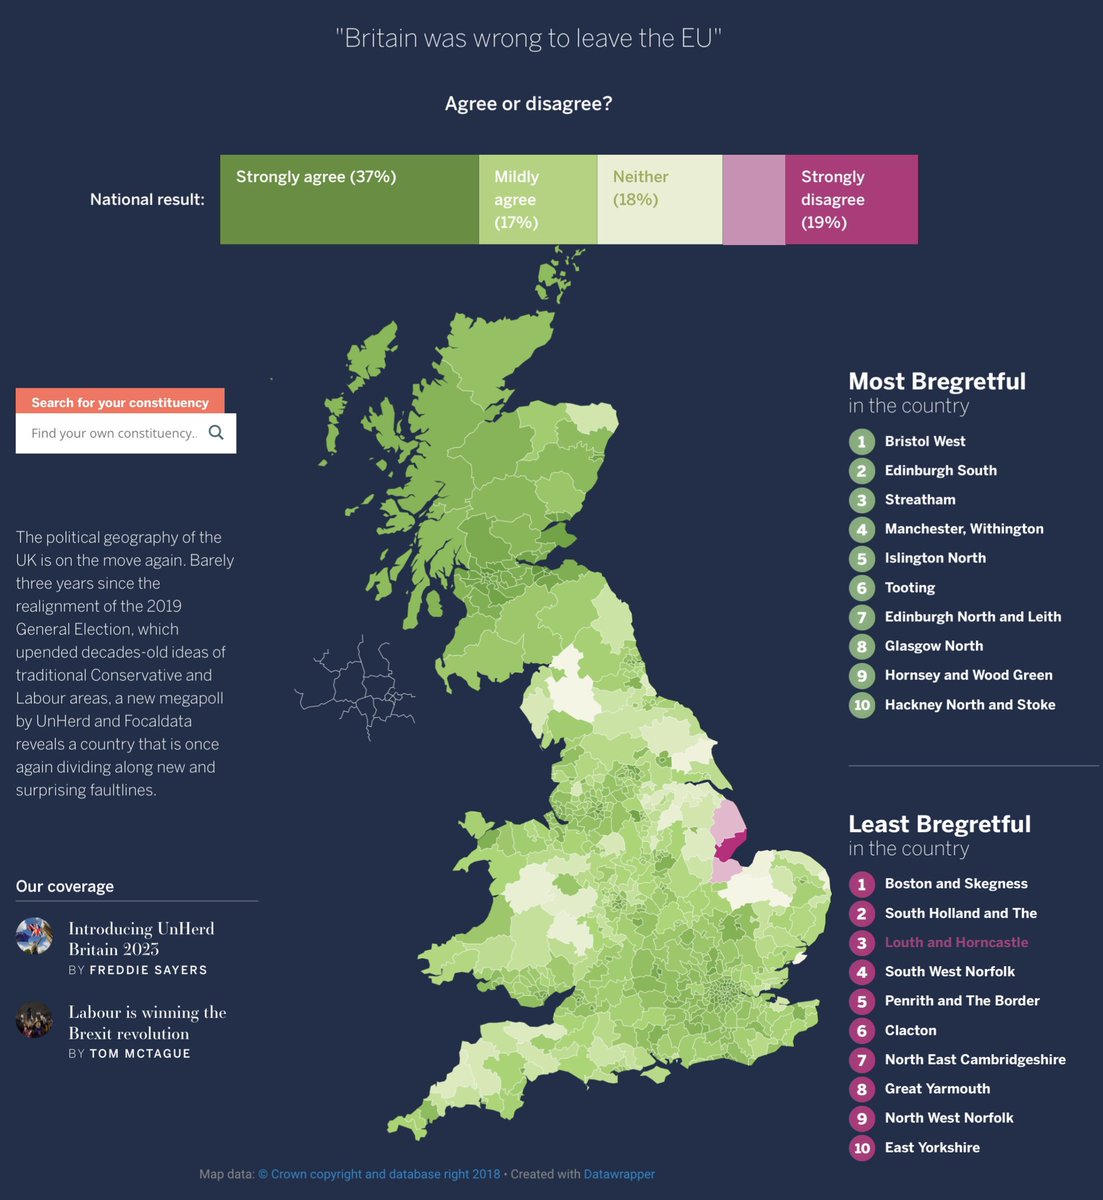 "Britain was wrong to leave the EU"
Agree or disagree?
National result:
Strongly agree (37%)
Mildly
agree
(17%)
Neither
(18%)
Strongly
disagree
(19%)
Search for your constituency
Find your own constituency..
The political geography of the
UK is on the move again. Barely
three years since the
realignment of the 2019
General Election, which
upended decades-old ideas of
traditional Conservative and
Labour areas, a new megapoll
by UnHerd and Focaldata
reveals a country that is once
again dividing along new and
surprising faultlines.
Our coverage
Introducing UnHerd
Britain 2023
BY FREDDIE SAYERS
Labour is winning the
Brexit revolution
BY TOM MCTAGUE
Most Bregretful
in the country
1 Bristol West
2 Edinburgh South
3 Streatham
4 Manchester, Withington
5 Islington North
6 Tooting
7 Edinburgh North and Leith
8 Glasgow North
9 Hornsey and Wood Green
10 Hackney North and Stoke
Least Bregretful
in the country
1 Boston and Skegness
2 South Holland and The
3 Louth and Horncastle
4 South West Norfolk
5 Penrith and The Border
6 Clacton
7 North East Cambridgeshire
8 Great Yarmouth
9 North West Norfolk
10 East Yorkshire
Map data: © Crown copyright and database right 2018 • Created with Datawrapper